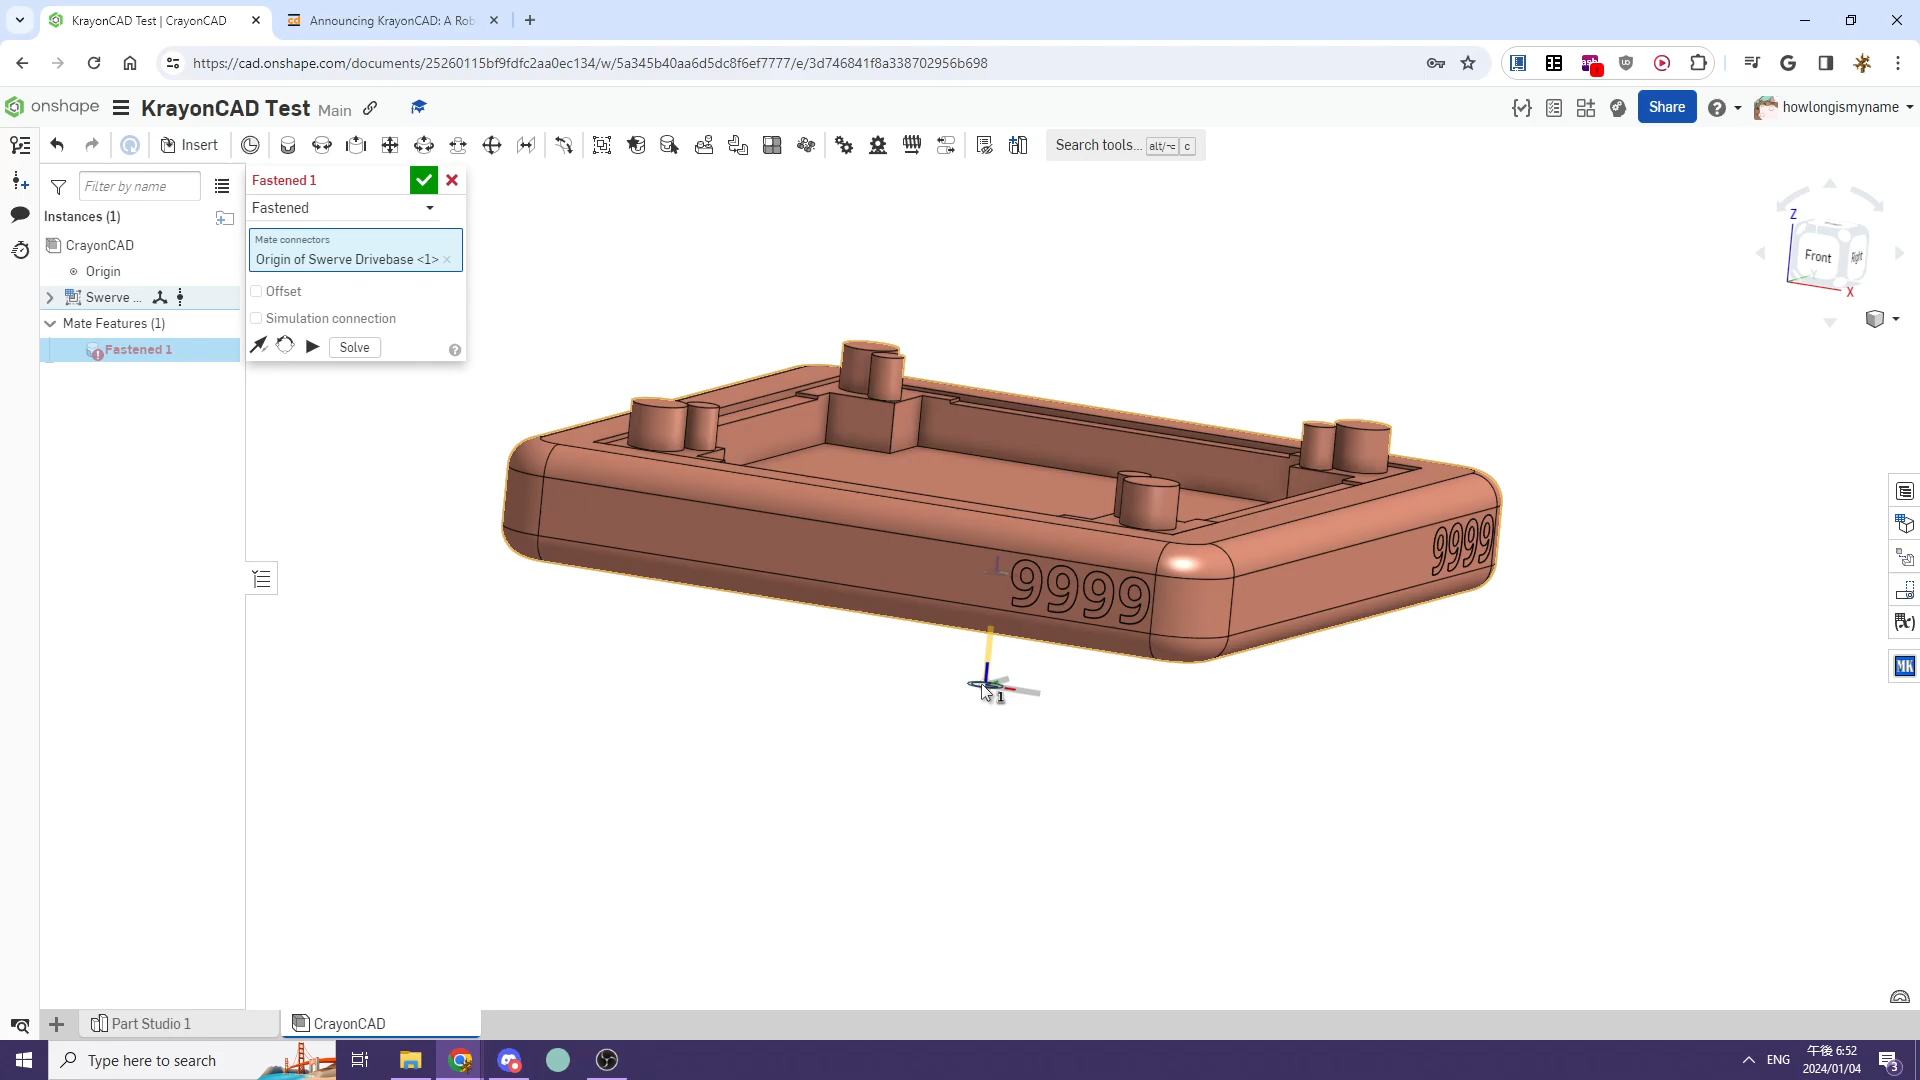 KrayonCAD Test | CrayonCAD
Announcing KrayonCAD: A Rob
https://cad.onshape.com/documents/25260115bf9fdfc2aa0ec134/w/5a345b40aa6d5dc8f6ef7777/e/3d746841f8a338702956b698
onshape
KrayonCAD Test Main
Share
howlongismyname
Insert
Search tools... alt/⌥ c
Filter by name
Instances (1)
CrayonCAD
Origin
Swerve ...
Mate Features (1)
Fastened 1
Fastened 1
Fastened
Mate connectors
Origin of Swerve Drivebase <1>
Offset
Simulation connection
Solve
Z
Front
Right
Y
X
9999
9999
1
MK
Part Studio 1
CrayonCAD
Type here to search
ENG
午後 6:52
2024/01/04
3